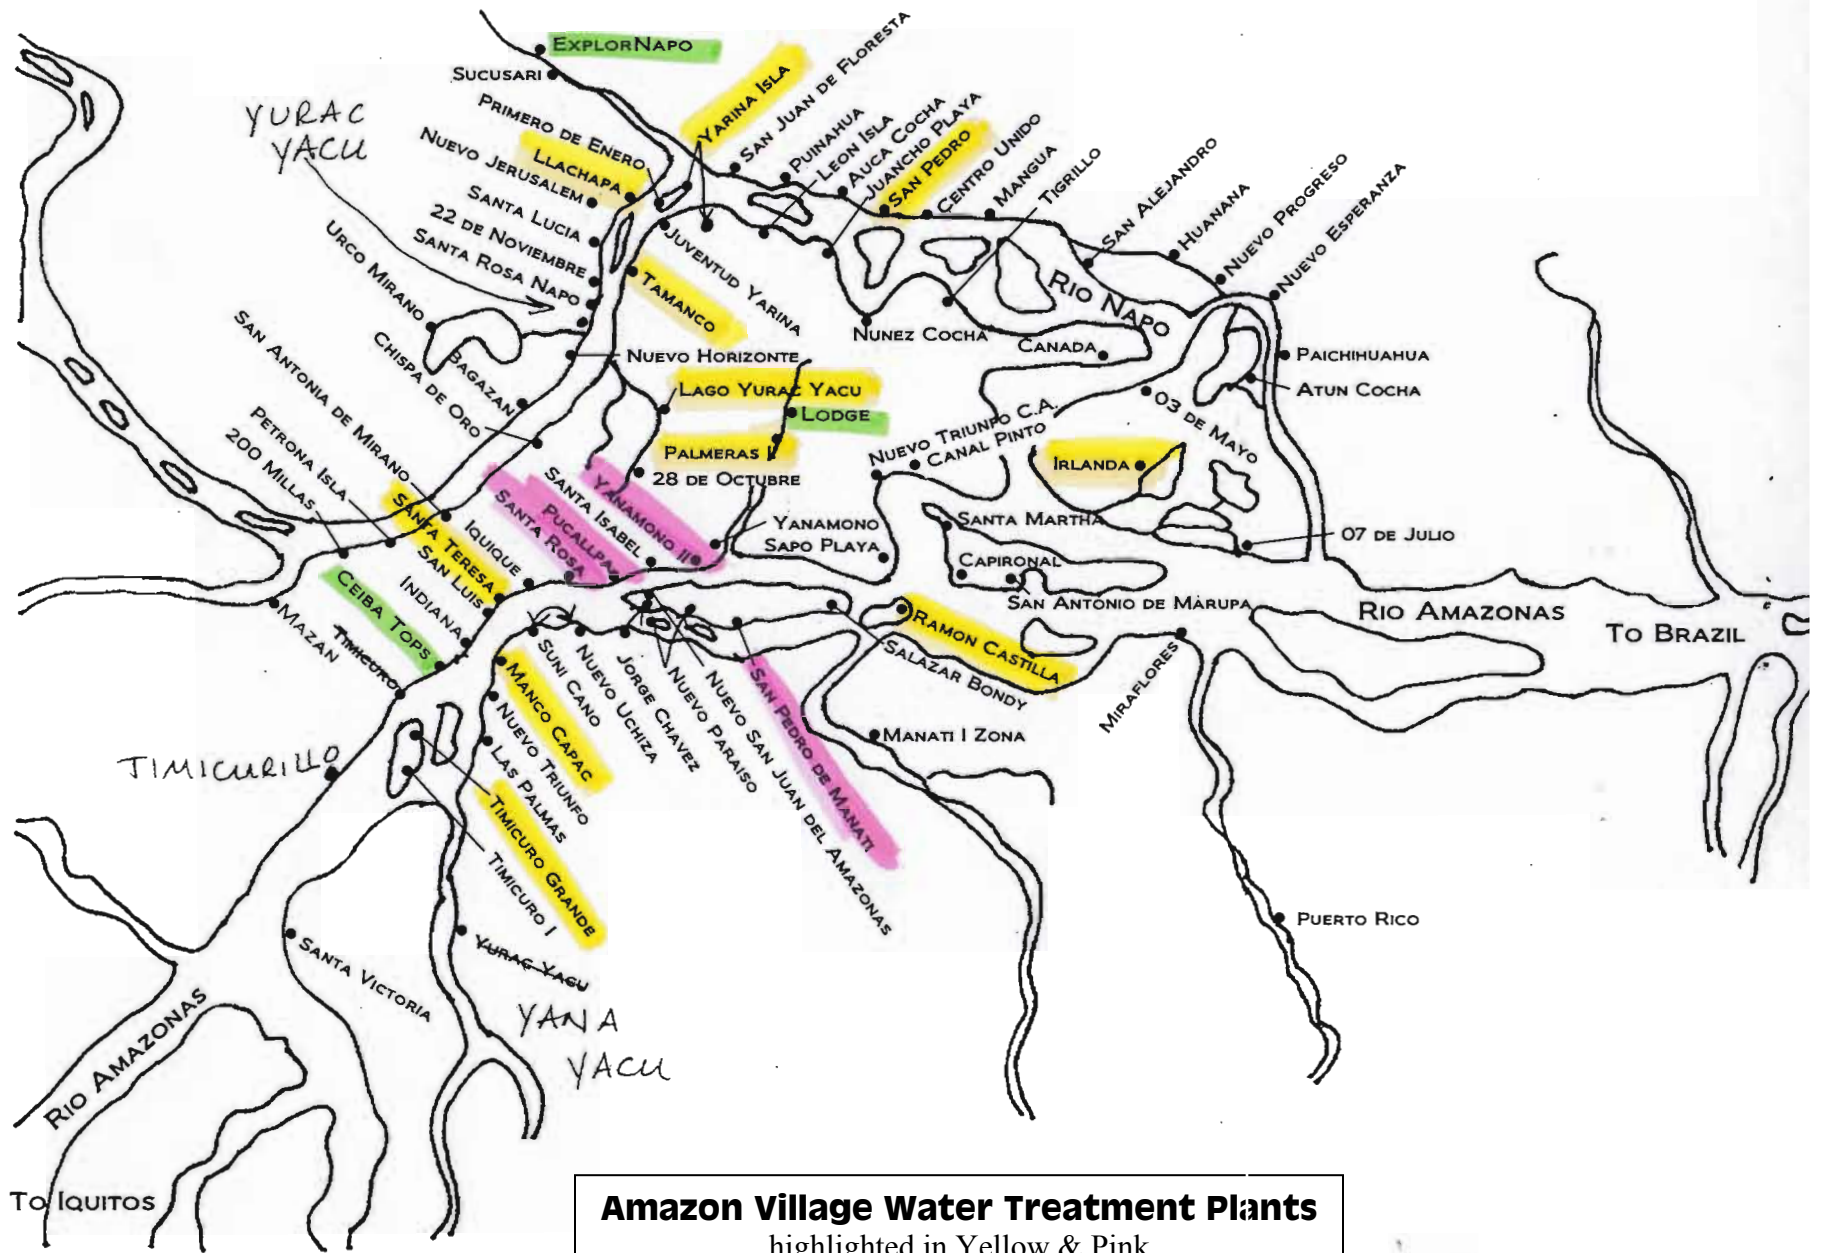 ExplorNapo
Sucusari
Yarina Isla
San Juan de Floresta
YURAC
YACU
Primero de Enero
Nuevo Jerusalem
Llachapa
Puinahua
Leon Isla
Auca Cocha
Juancho Playa
San Pedro
Centro Unido
Mangua
Tigrillo
San Alejandro
Huanana
Nuevo Progreso
Nuevo Esperanza
Santa Lucia
22 de Noviembre
Santa Rosa Napo
Urco Mirano
Juventud Yarina
Tamanco
Rio Napo
Nunez Cocha
Canada
Nuevo Horizonte
Paichihuahua
Atun Cocha
03 de Mayo
Bagazan
Chispa de Oro
San Antonia de Mirano
Petrona Isla
200 Millas
Lago Yurac Yacu
Lodge
Palmeras II
28 de Octubre
Nuevo Triunfo C.A.
Canal Pinto
Irlanda
Santa Teresa
San Luis
Iquique
Indiana
Santa Rosa
Pucallpa
Santa Isabel
Yanamono II
Yanamono
Sapo Playa
Santa Martha
07 de Julio
Capironal
San Antonio de Marupa
Rio Amazonas
To Brazil
Ceiba Tops
Mazan
Timicuro
Ramon Castilla
Salazar Bondy
Miraflores
Manati I Zona
Suni Cano
Nuevo Uchiza
Jorge Chavez
Nuevo Paraiso
Nuevo San Juan del Amazonas
San Pedro de Manati
Manco Capac
Nuevo Triunfo
Las Palmas
TIMICURILLO
Timicuro Grande
Timicuro I
Puerto Rico
Santa Victoria
Yurac Yacu
YANA
YACU
Rio Amazonas
To Iquitos
Amazon Village Water Treatment Plants
highlighted in Yellow & Pink